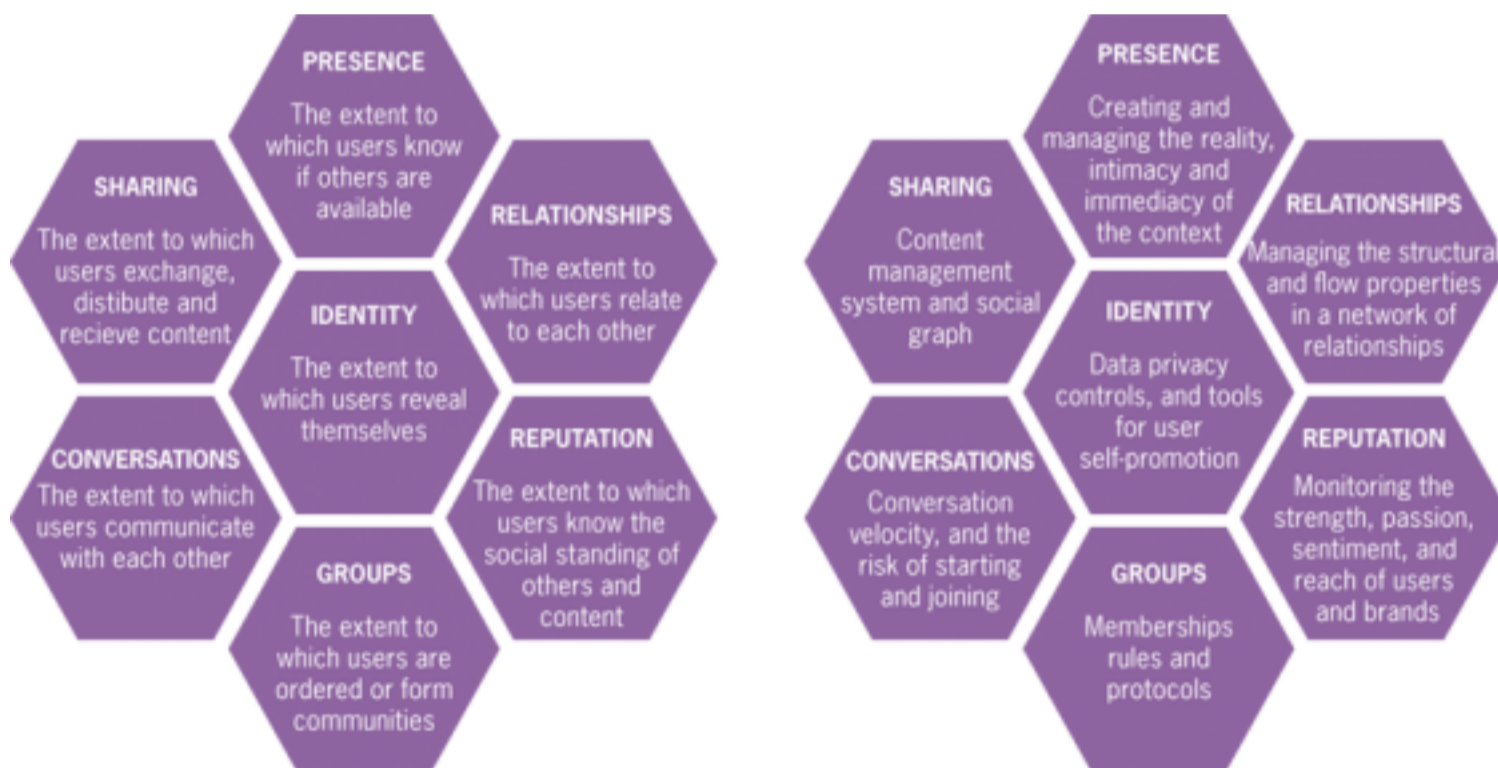 PRESENCE
The extent to
which users know
if others are
available
SHARING
The extent to which
users exchange,
distibute and
recieve content
RELATIONSHIPS
The extent to
which users relate
to each other
IDENTITY
The extent to
which users reveal
themselves
CONVERSATIONS
The extent to which
users communicate
with each other
REPUTATION
The extent to which
users know the
social standing of
others and
content
GROUPS
The extent to
which users are
ordered or form
communities
PRESENCE
Creating and
managing the reality,
intimacy and
immediacy of
the context
SHARING
Content
management
system and social
graph
RELATIONSHIPS
Managing the structural
and flow properties
in a network of
relationships
IDENTITY
Data privacy
controls, and tools
for user
self-promotion
CONVERSATIONS
Conversation
velocity, and the
risk of starting
and joining
REPUTATION
Monitoring the
strength, passion,
sentiment, and
reach of users
and brands
GROUPS
Memberships
rules and
protocols